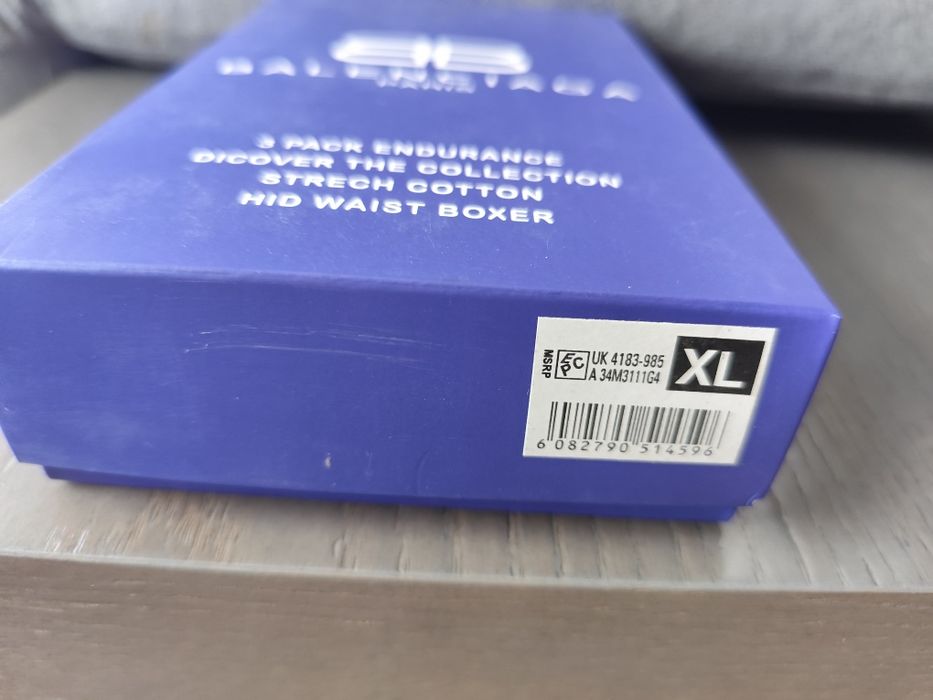 BALENCIAGA
PARIS
3 PACK ENDURANCE
DICOVER THE COLLECTION
STRECH COTTON
HID WAIST BOXER
MSRP
EPC
UK 4183-985
A 34M3111G4
XL
6 082790 514596